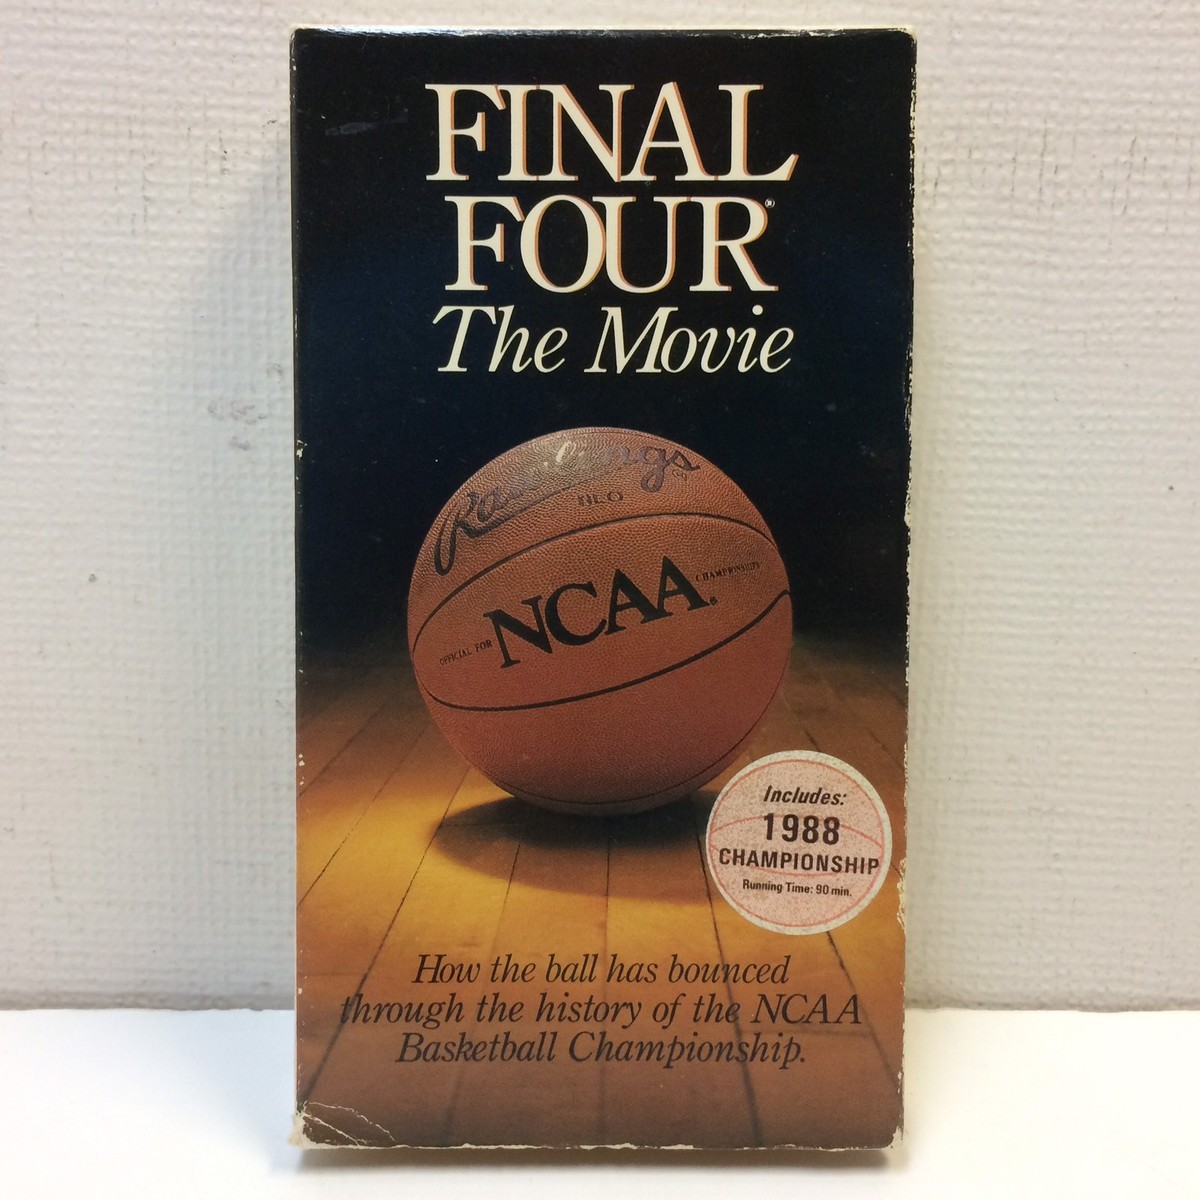 FINAL
FOUR®
The Movie
Rawlings
NCAA
OFFICIAL FOR NCAA® CHAMPIONSHIPS
Includes:
1988
CHAMPIONSHIP
Running Time: 90 min.
How the ball has bounced
through the history of the NCAA
Basketball Championship.